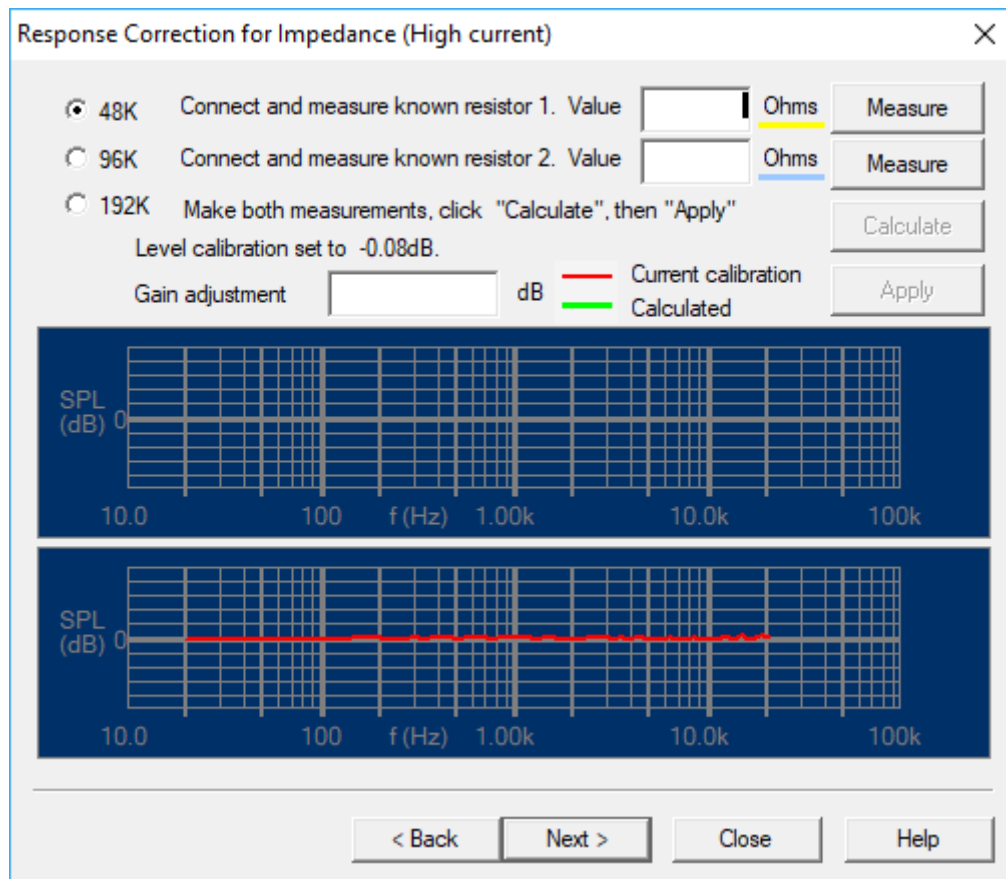 Response Correction for Impedance (High current)
48K Connect and measure known resistor 1. Value Ohms Measure
96K Connect and measure known resistor 2. Value Ohms Measure
192K Make both measurements, click "Calculate", then "Apply" Calculate
Level calibration set to -0.08dB.
Gain adjustment dB Current calibration Apply
Calculated
SPL
(dB) 0
10.0 100 f (Hz) 1.00k 10.0k 100k
SPL
(dB) 0
10.0 100 f (Hz) 1.00k 10.0k 100k
< Back Next > Close Help